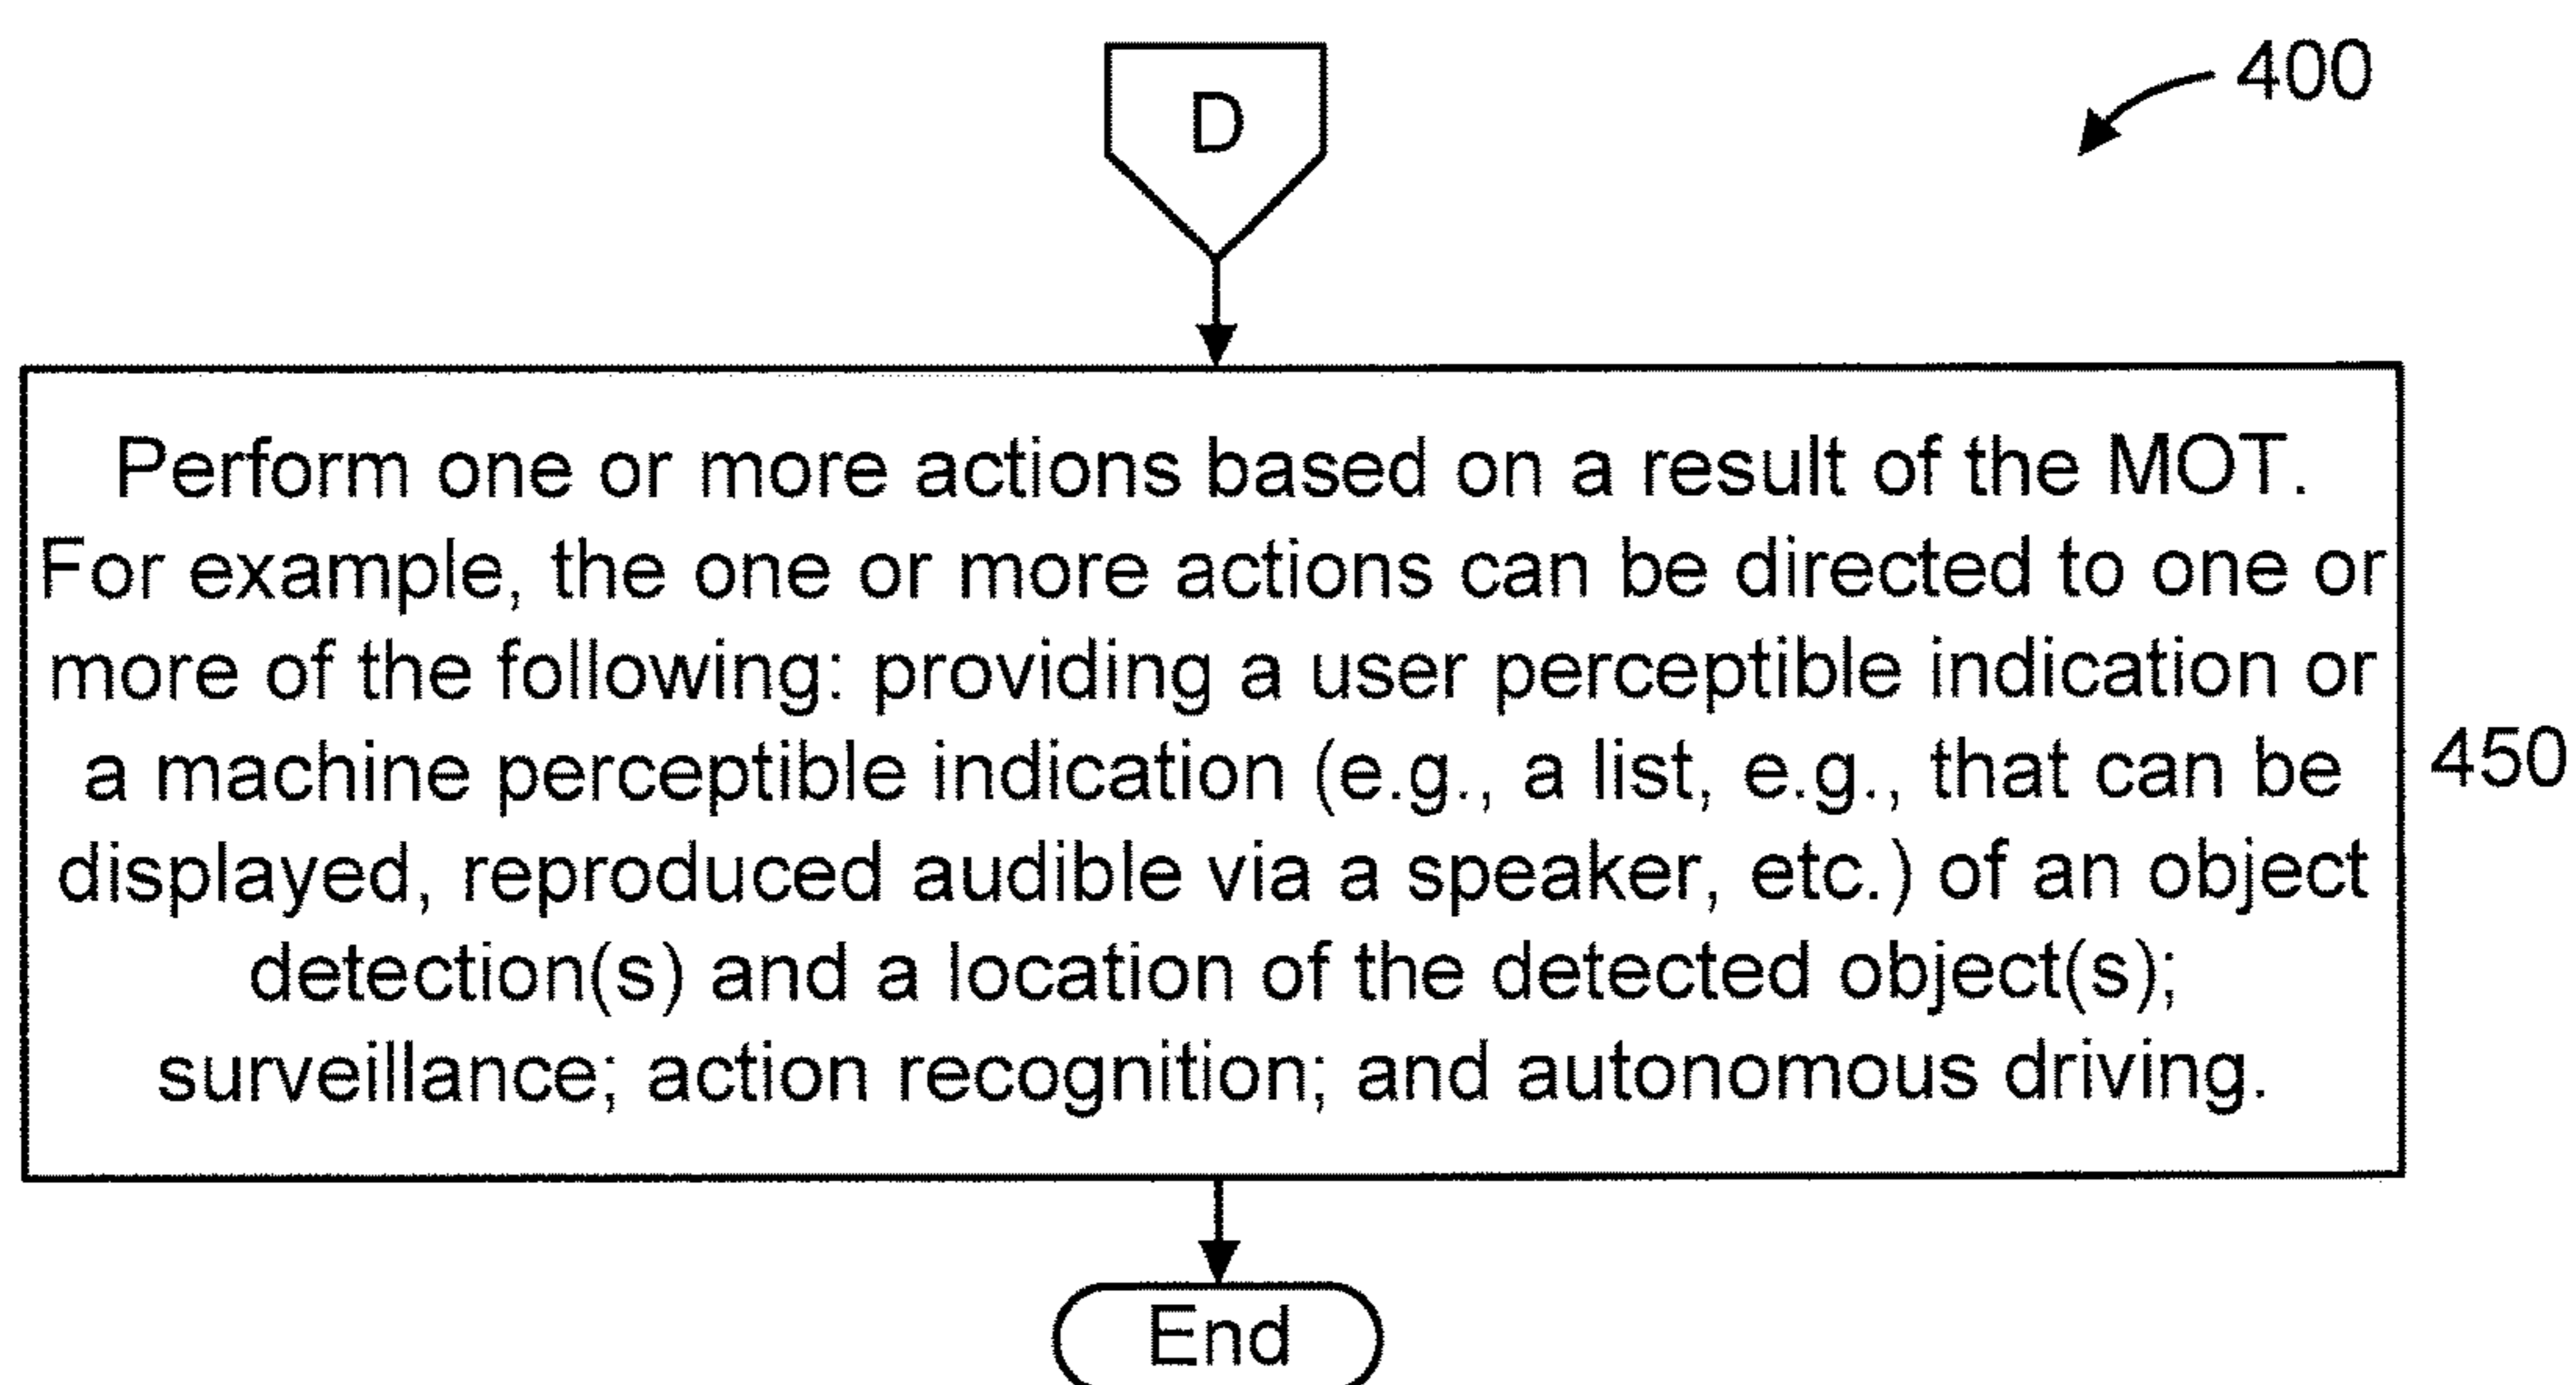 D
400
Perform one or more actions based on a result of the MOT.
For example, the one or more actions can be directed to one or
more of the following: providing a user perceptible indication or
a machine perceptible indication (e.g., a list, e.g., that can be
displayed, reproduced audible via a speaker, etc.) of an object
detection(s) and a location of the detected object(s);
surveillance; action recognition; and autonomous driving.
450
End